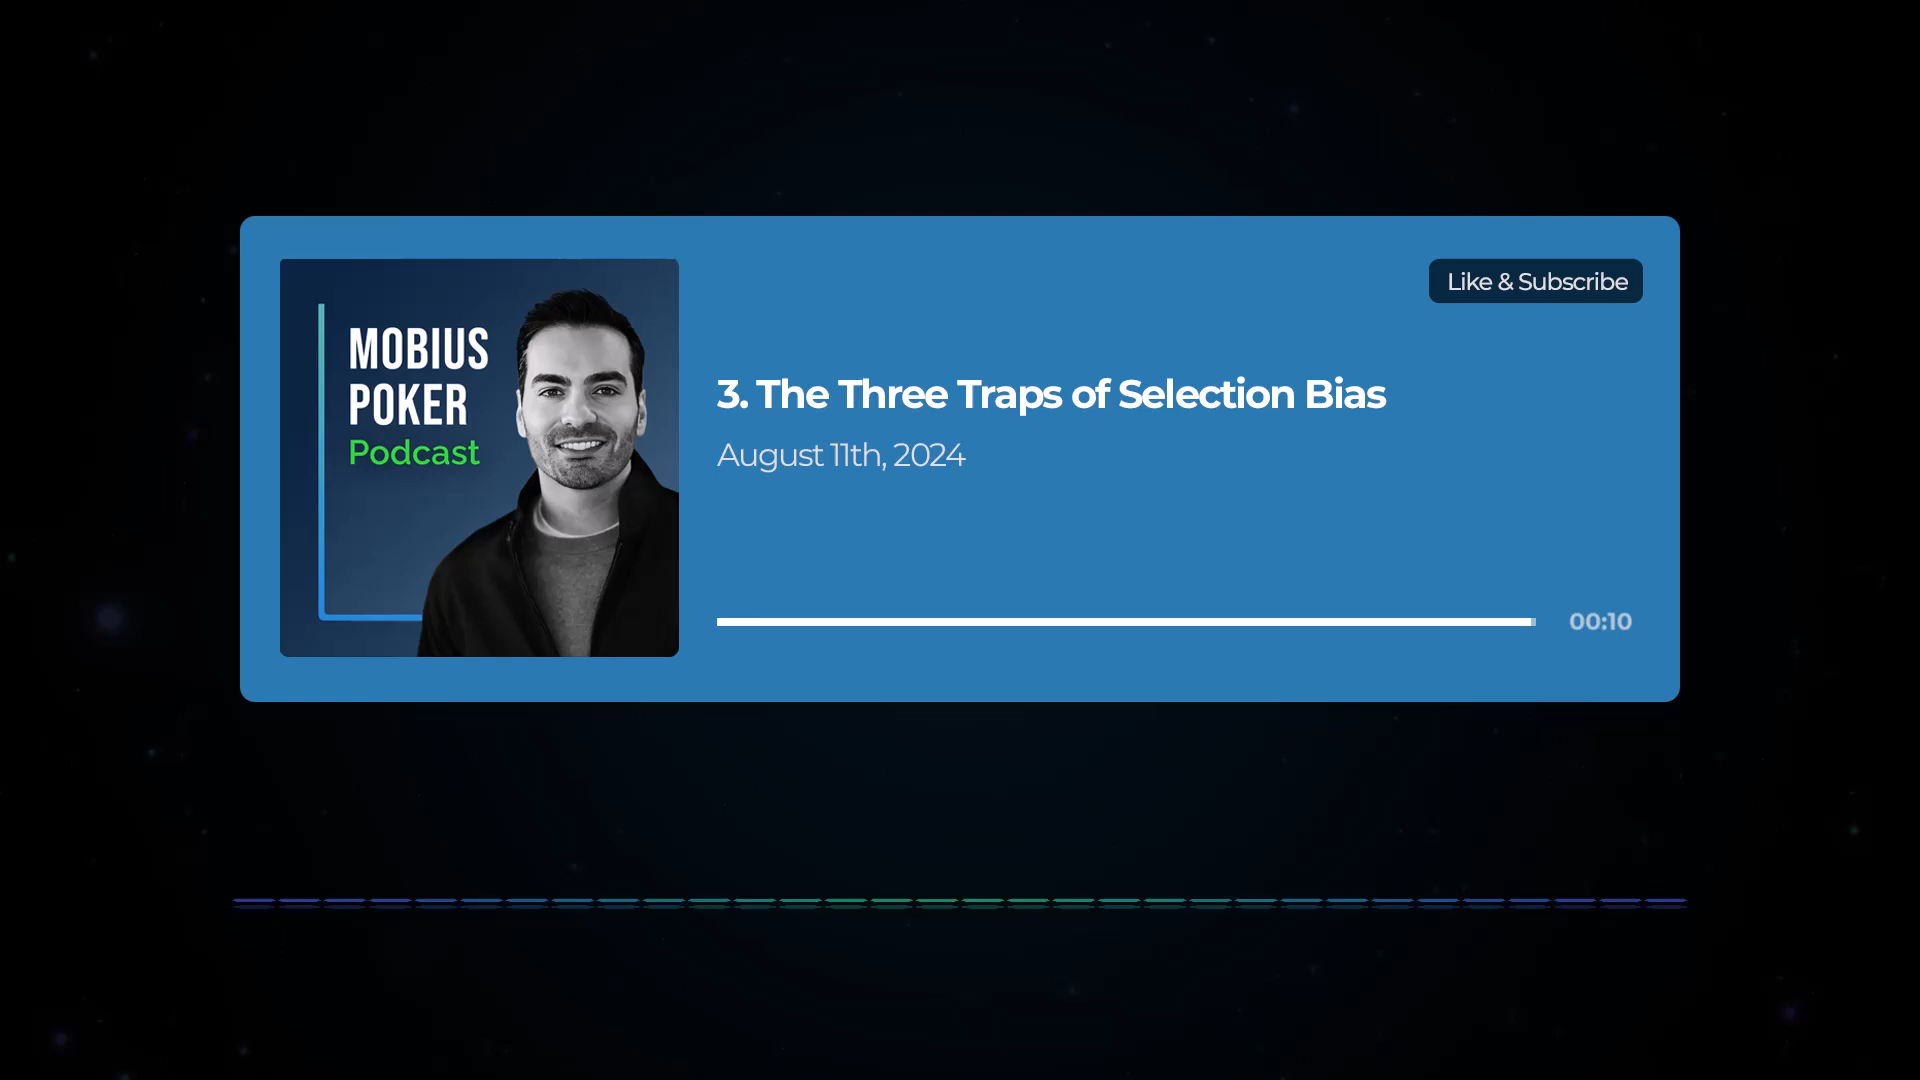 MOBIUS
POKER
Podcast
Like & Subscribe
3. The Three Traps of Selection Bias
August 11th, 2024
00:10